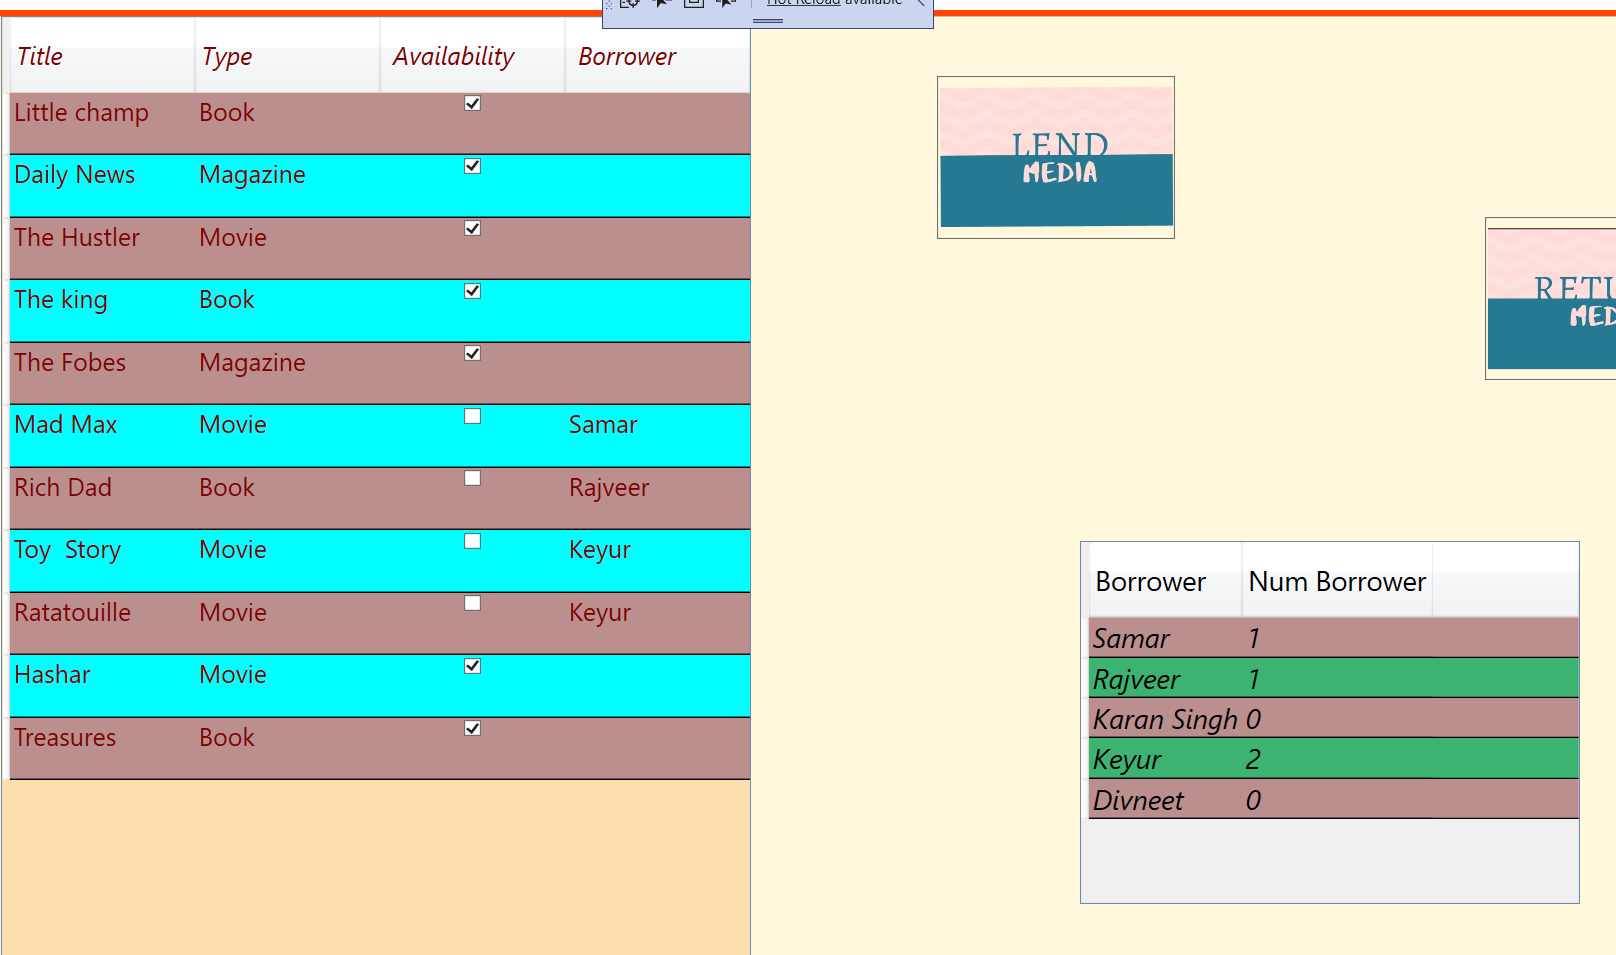 Hot Reload available
Title Type Availability Borrower
Little champ Book
Daily News Magazine
The Hustler Movie
The king Book
The Fobes Magazine
Mad Max Movie Samar
Rich Dad Book Rajveer
Toy  Story Movie Keyur
Ratatouille Movie Keyur
Hashar Movie
Treasures Book
LEND
MEDIA
RETU
MED
Borrower Num Borrower
Samar 1
Rajveer 1
Karan Singh 0
Keyur 2
Divneet 0